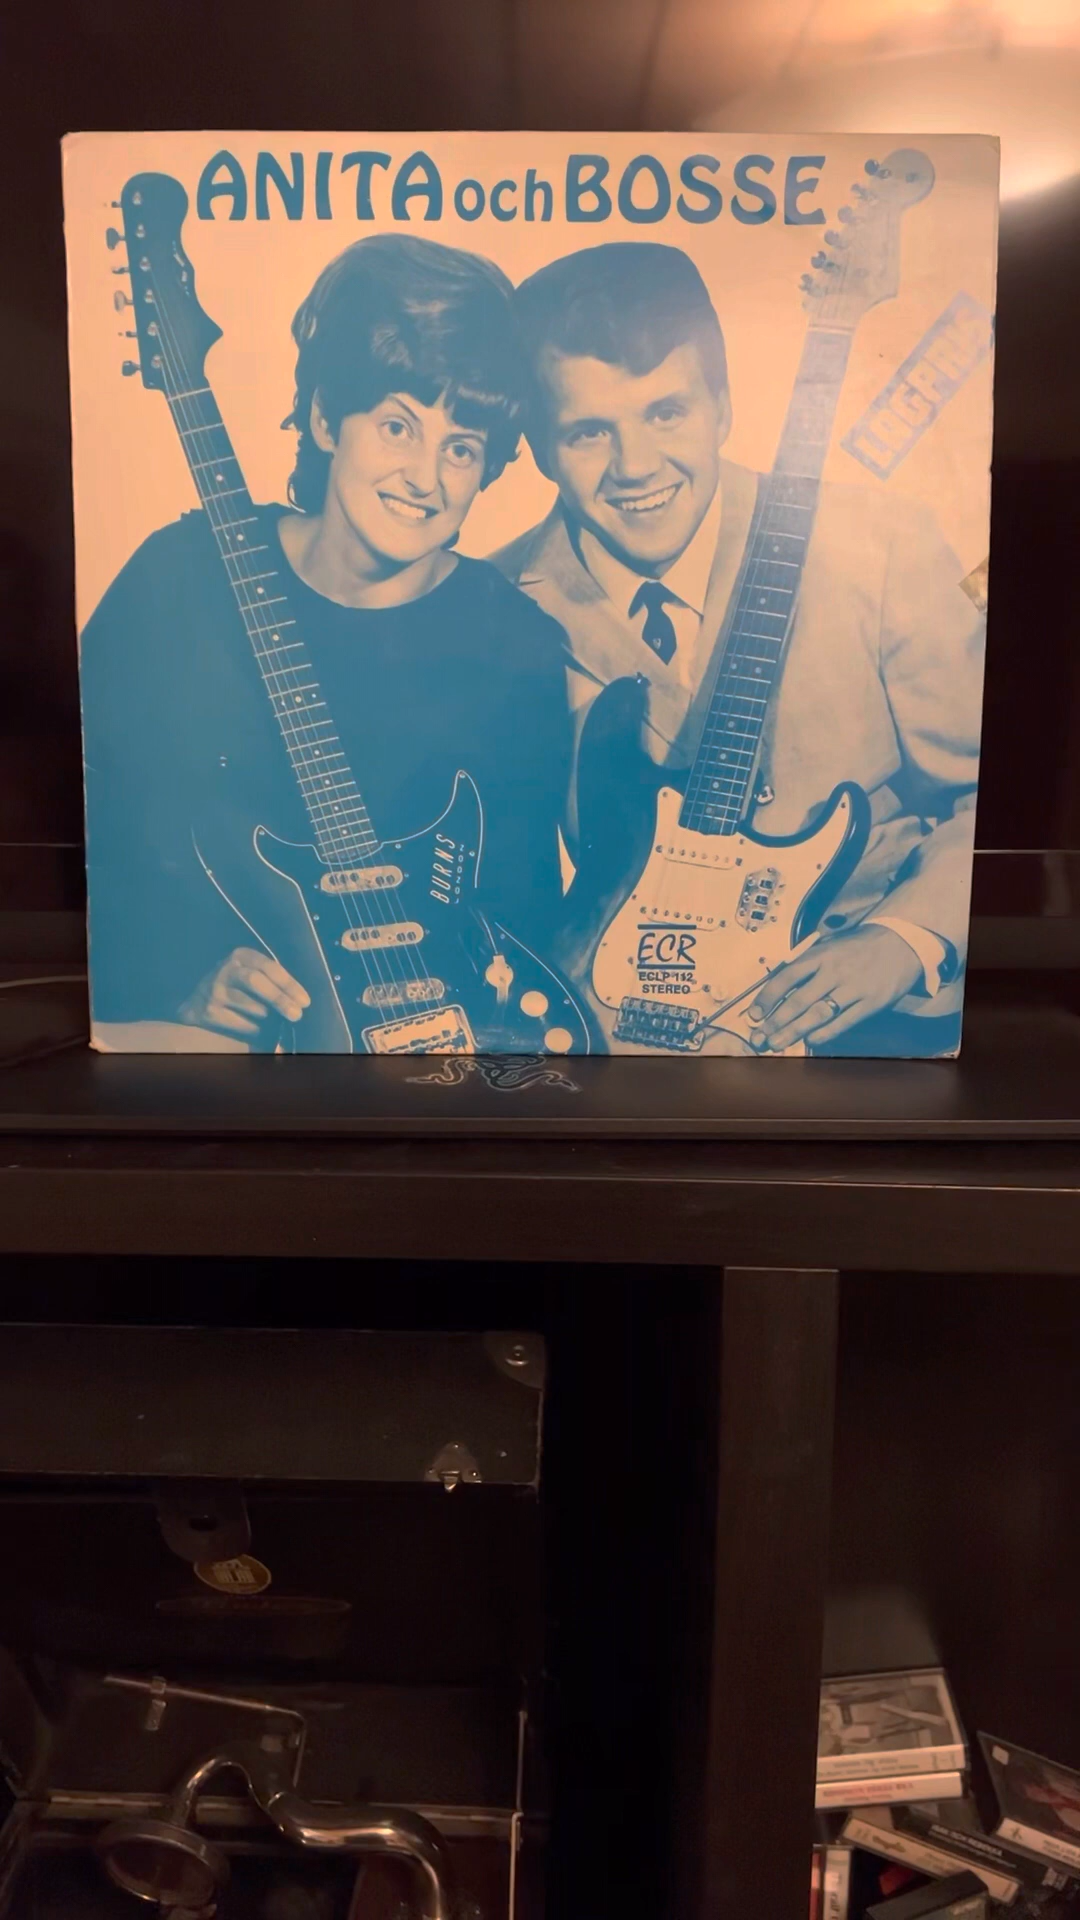 ANITA och BOSSE
LÅGPRIS
BURNS
LONDON
ECR
ECLP 112
STEREO